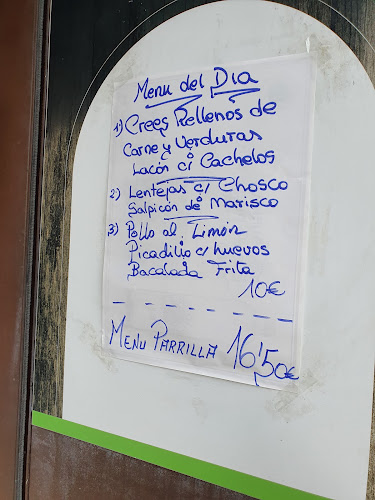 Menu del Dia
1) Crees Rellenos de
Carne y Verduras
Lacón c/ Cachelos
2) Lentejas c/ Chosco
Salpicón de Marisco
3) Pollo al Limón
Picadillo c/ huevos
Bacalada Frita
10€
MENU PARRILLA 16'50€